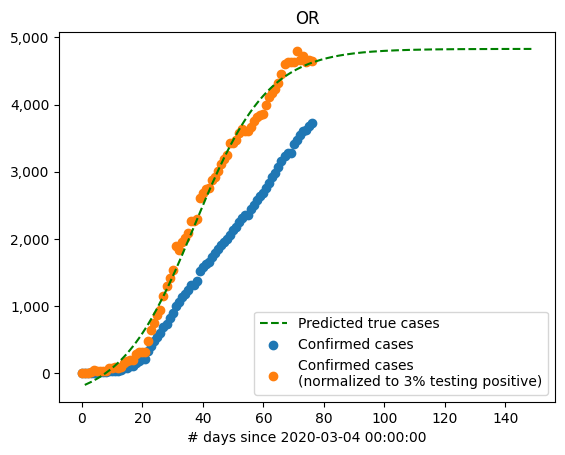 OR
5,000
4,000
3,000
2,000
1,000
0
0 20 40 60 80 100 120 140
# days since 2020-03-04 00:00:00
Predicted true cases
Confirmed cases
Confirmed cases
(normalized to 3% testing positive)